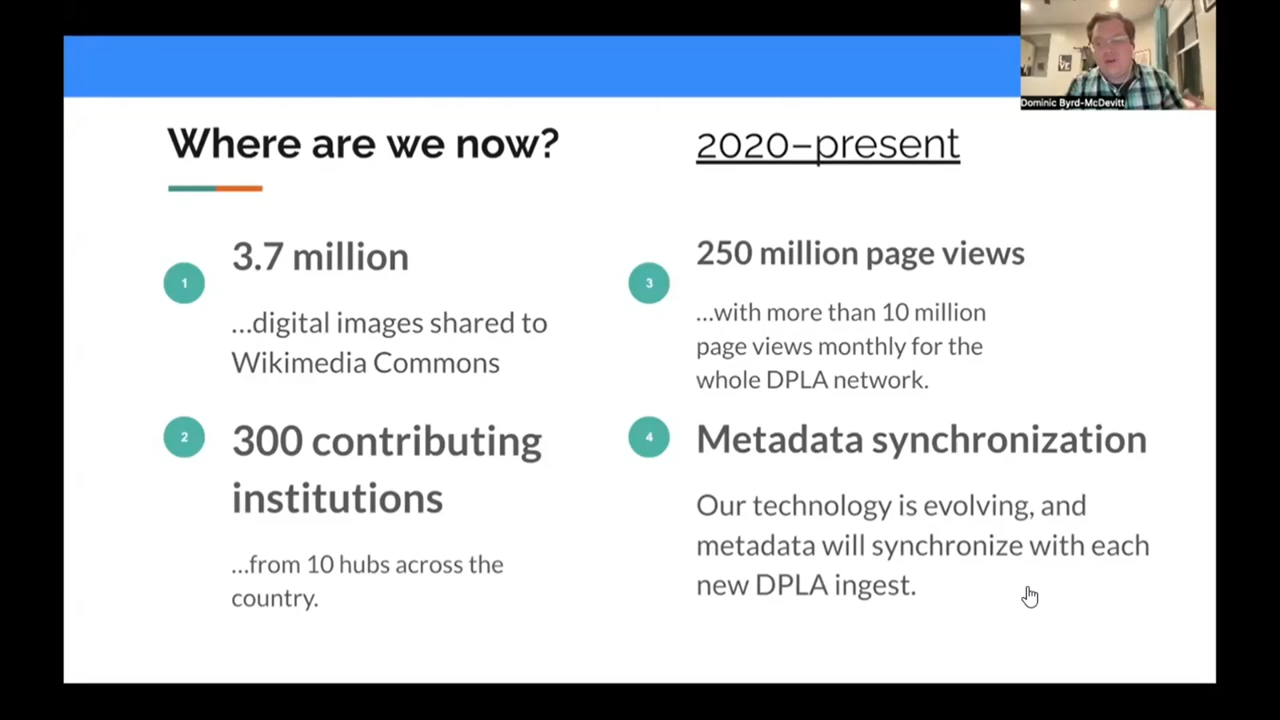 Dominic Byrd-McDevitt
Where are we now?
2020–present
1
3.7 million
...digital images shared to
Wikimedia Commons
2
300 contributing
institutions
...from 10 hubs across the
country.
3
250 million page views
...with more than 10 million
page views monthly for the
whole DPLA network.
4
Metadata synchronization
Our technology is evolving, and
metadata will synchronize with each
new DPLA ingest.